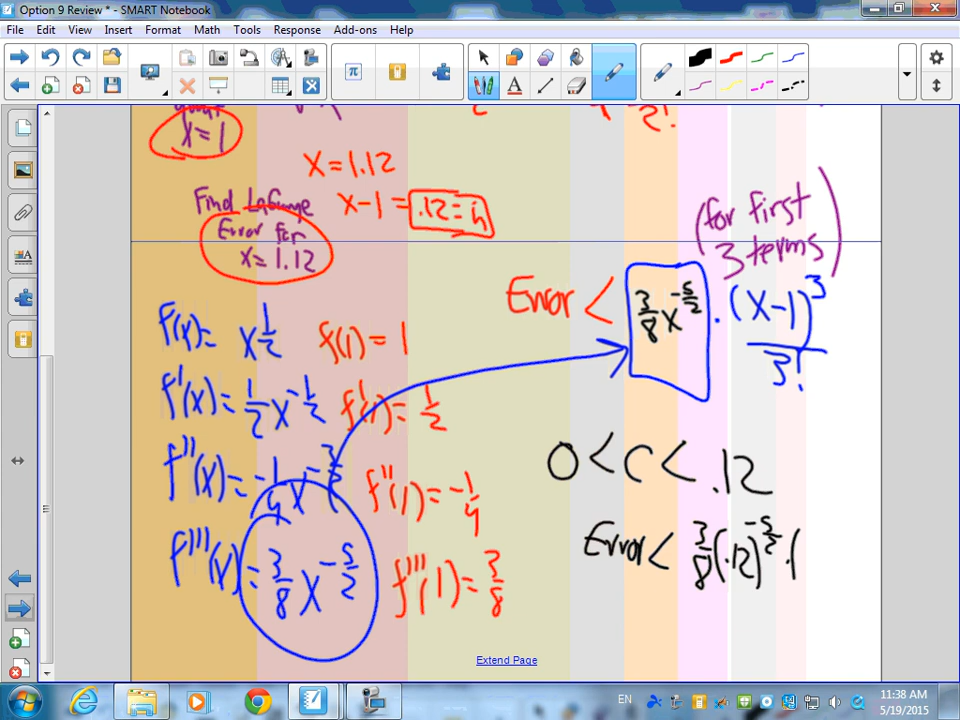 Option 9 Review * - SMART Notebook
File Edit View Insert Format Math Tools Response Add-ons Help
x=1
2!
x=1.12
x-1 = .12=h
Find Lagrange
Error for
x=1.12
(for first
3 terms)
Error < 3/8 x^-5/2 · (x-1)^3/3!
f(x)= x^1/2 f(1)=1
f'(x)= 1/2 x^-1/2 f'(1)= 1/2
f''(x)= -1/4 x^-3/2 f''(1)= -1/4
f'''(x)= 3/8 x^-5/2 f'''(1)= 3/8
0 < c < .12
Error < 3/8 (.12)^-5/2 · (
Extend Page
EN
11:38 AM
5/19/2015